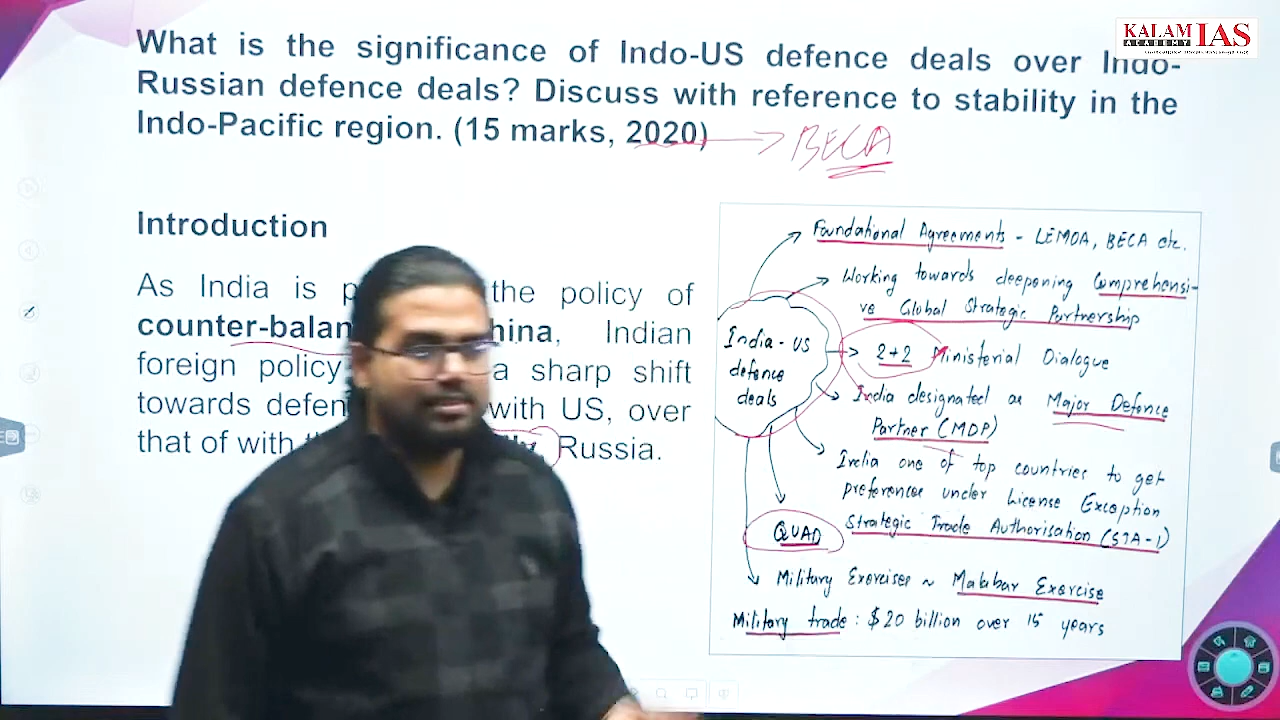 KALAM IAS
ACADEMY
What is the significance of Indo-US defence deals over Indo-
Russian defence deals? Discuss with reference to stability in the
Indo-Pacific region. (15 marks, 2020)
BECA
Introduction
As India is the policy of
counter-balan hina, Indian
foreign policy a sharp shift
towards defen with US, over
that of with Russia.
India-US
defence
deals
Foundational Agreements - LEMOA, BECA etc.
Working towards deepening Comprehensi-
ve Global Strategic Partnership
2+2 Ministerial Dialogue
India designated as Major Defence
Partner (MDP)
India one of top countries to get
preferences under License Exception
Strategic Trade Authorisation (STA-1)
QUAD
Military Exercises ~ Malabar Exercise
Military trade : $20 billion over 15 years